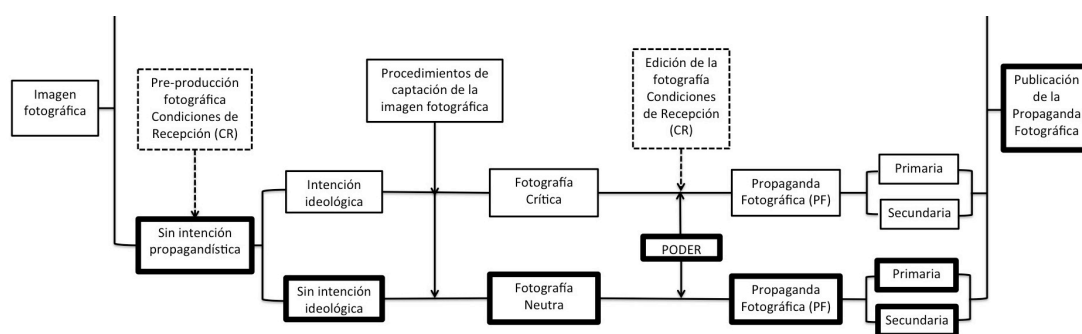 Imagen
fotográfica
Pre-producción
fotográfica
Condiciones de
Recepción (CR)
Sin intención
propagandística
Intención
ideológica
Sin intención
ideológica
Procedimientos de
captación de la
imagen fotográfica
Fotografía
Crítica
Fotografía
Neutra
Edición de la
fotografía
Condiciones
de Recepción
(CR)
PODER
Propaganda
Fotográfica (PF)
Propaganda
Fotográfica (PF)
Primaria
Secundaria
Primaria
Secundaria
Publicación
de la
Propaganda
Fotográfica